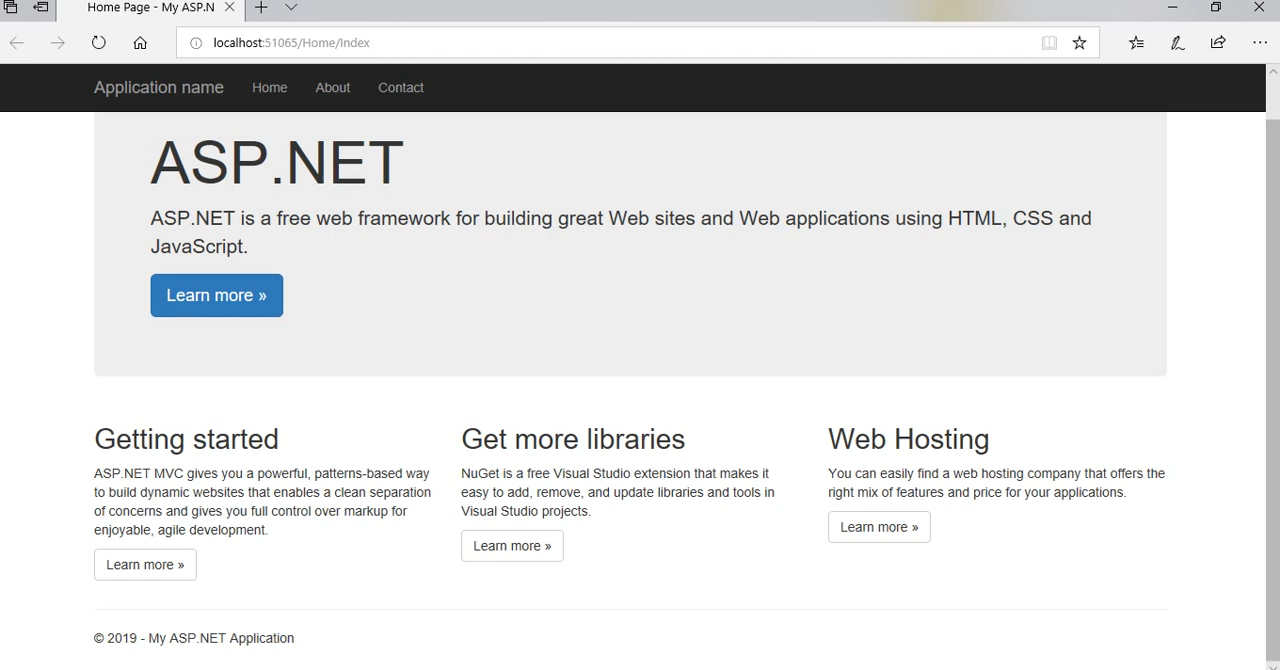 Home Page - My ASP.N
localhost:51065/Home/Index
Application name Home About Contact
ASP.NET
ASP.NET is a free web framework for building great Web sites and Web applications using HTML, CSS and
JavaScript.
Learn more »
Getting started
ASP.NET MVC gives you a powerful, patterns-based way
to build dynamic websites that enables a clean separation
of concerns and gives you full control over markup for
enjoyable, agile development.
Learn more »
Get more libraries
NuGet is a free Visual Studio extension that makes it
easy to add, remove, and update libraries and tools in
Visual Studio projects.
Learn more »
Web Hosting
You can easily find a web hosting company that offers the
right mix of features and price for your applications.
Learn more »
© 2019 - My ASP.NET Application